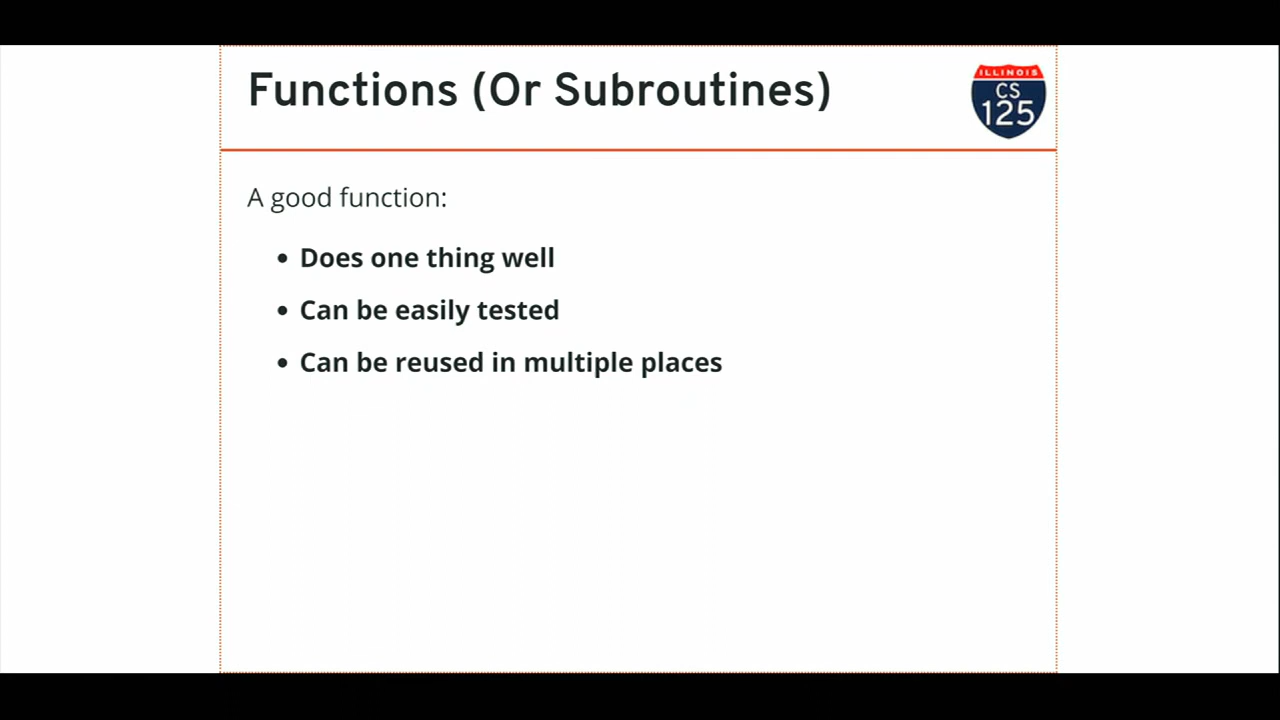 Functions (Or Subroutines)
ILLINOIS
CS
125
A good function:
• Does one thing well
• Can be easily tested
• Can be reused in multiple places